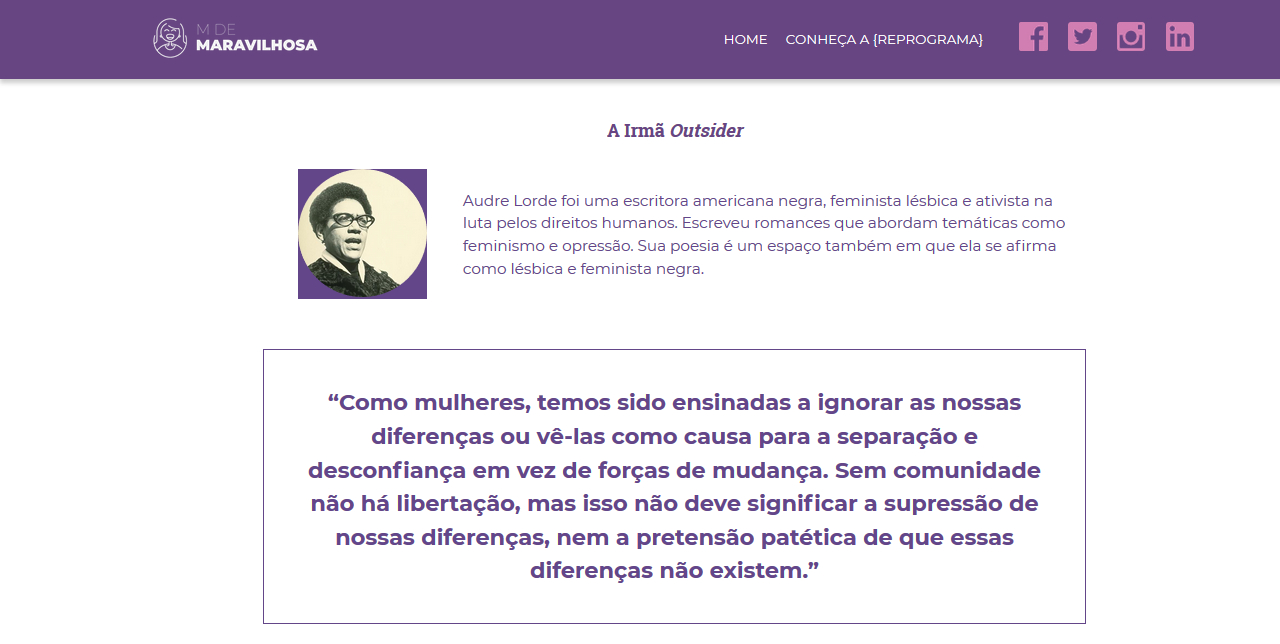 M DE
MARAVILHOSA
HOME CONHEÇA A {REPROGRAMA}
A Irmã Outsider
Audre Lorde foi uma escritora americana negra, feminista lésbica e ativista na
luta pelos direitos humanos. Escreveu romances que abordam temáticas como
feminismo e opressão. Sua poesia é um espaço também em que ela se afirma
como lésbica e feminista negra.
“Como mulheres, temos sido ensinadas a ignorar as nossas
diferenças ou vê-las como causa para a separação e
desconfiança em vez de forças de mudança. Sem comunidade
não há libertação, mas isso não deve significar a supressão de
nossas diferenças, nem a pretensão patética de que essas
diferenças não existem.”